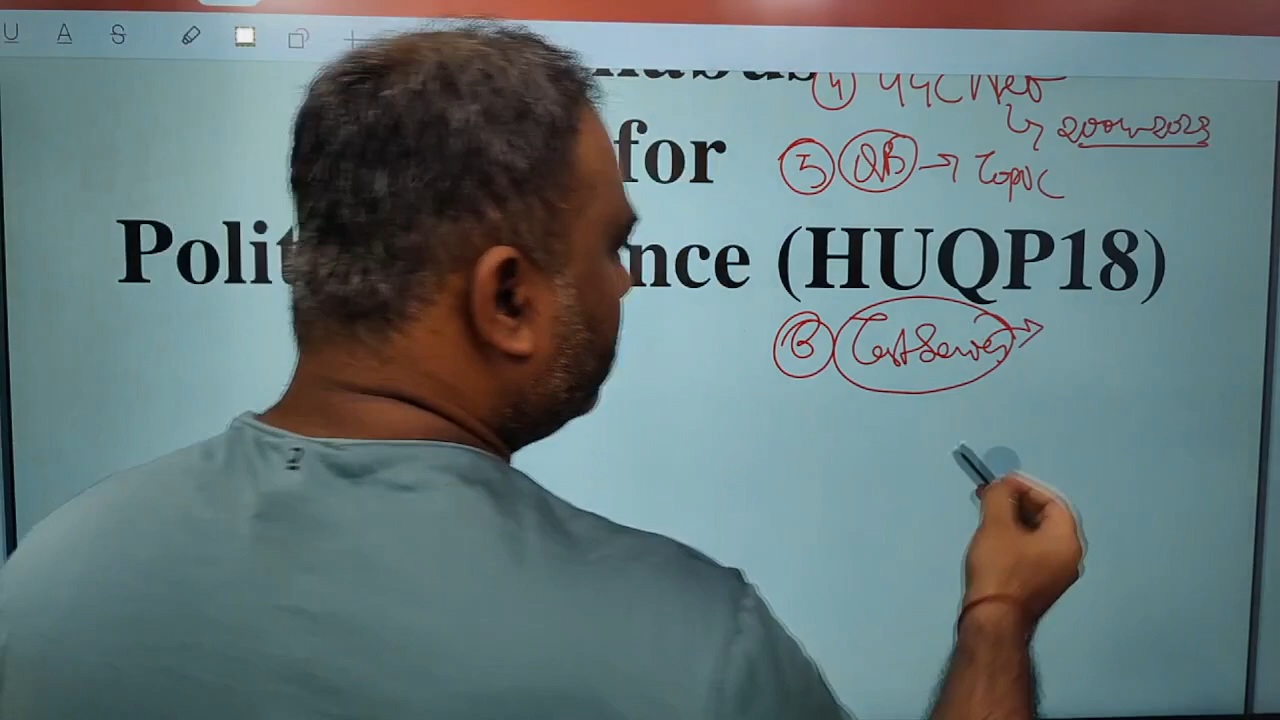 ④ UGC Net
↳ 2004-2023
for
⑤ QB → Topic
Polit nce (HUQP18)
⑥ Test Series →